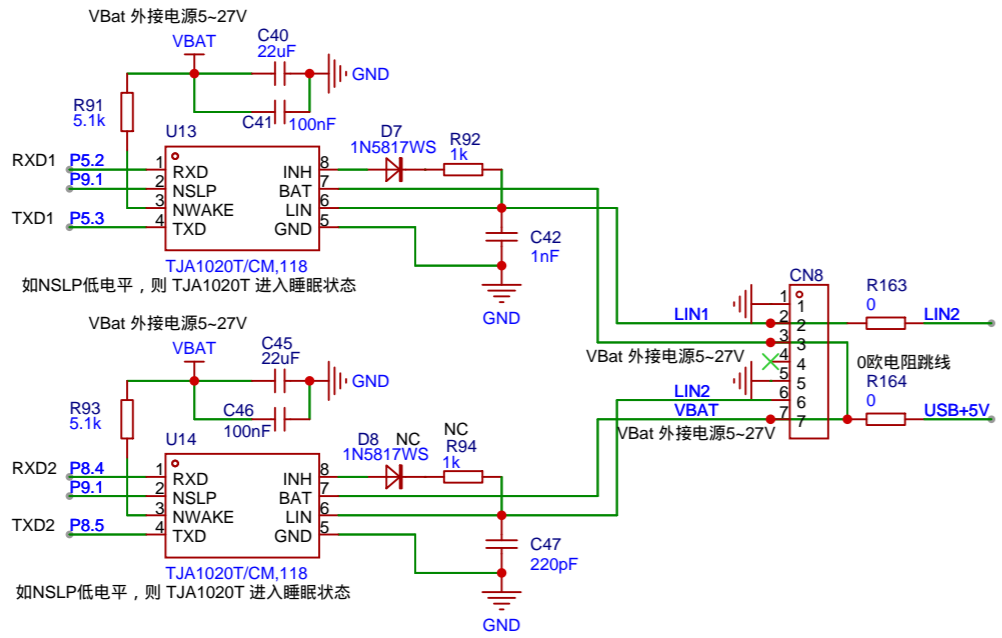 VBat 外接电源5~27V
VBAT
C40
22uF
GND
R91
5.1k
C41
100nF
U13
D7
1N5817WS
R92
1k
RXD1
P5.2
P9.1
TXD1
P5.3
1
2
3
4
RXD
NSLP
NWAKE
TXD
INH
BAT
LIN
GND
8
7
6
5
C42
1nF
TJA1020T/CM,118
如NSLP低电平，则 TJA1020T 进入睡眠状态
GND
CN8
R163
0
LIN1
LIN2
1
2
3
4
5
6
7
1
2
3
4
5
6
7
VBat 外接电源5~27V
0欧电阻跳线
R164
0
LIN2
VBAT
USB+5V
VBat 外接电源5~27V
VBat 外接电源5~27V
VBAT
C45
22uF
GND
R93
5.1k
C46
100nF
U14
D8
NC
1N5817WS
NC
R94
1k
RXD2
P8.4
P9.1
TXD2
P8.5
1
2
3
4
RXD
NSLP
NWAKE
TXD
INH
BAT
LIN
GND
8
7
6
5
C47
220pF
TJA1020T/CM,118
如NSLP低电平，则 TJA1020T 进入睡眠状态
GND